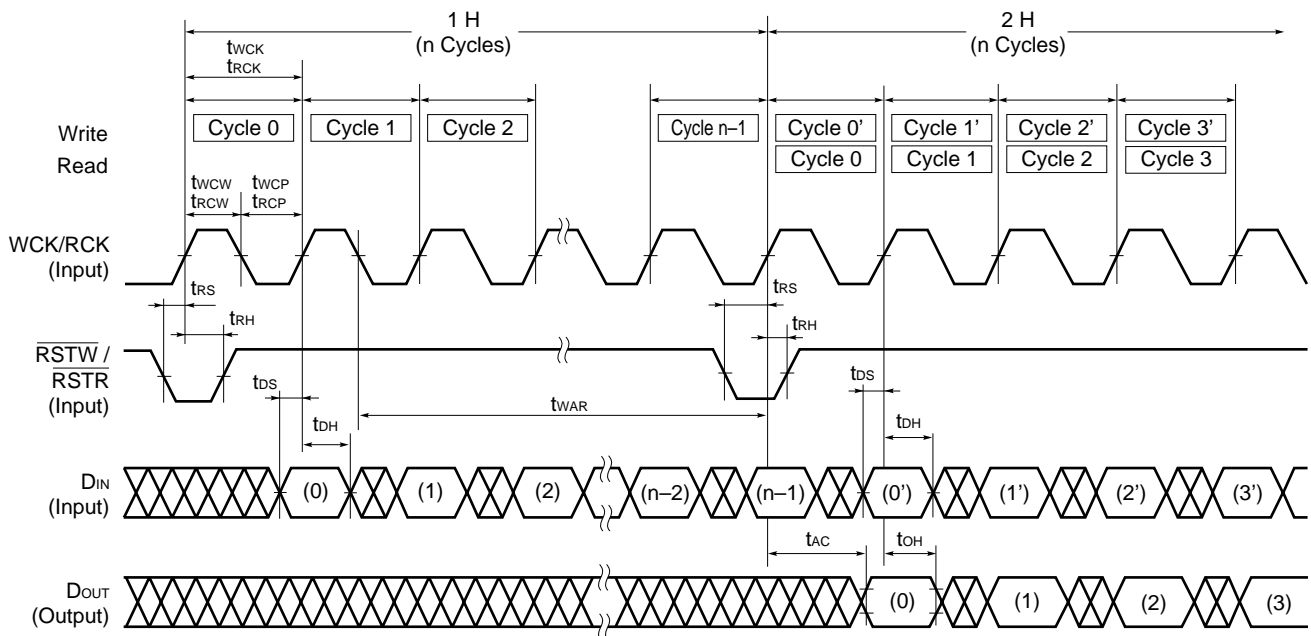 1 H
(n Cycles)
2 H
(n Cycles)
tWCK
tRCK
Write
Cycle 0
Cycle 1
Cycle 2
Cycle n–1
Cycle 0'
Cycle 1'
Cycle 2'
Cycle 3'
Read
Cycle 0
Cycle 1
Cycle 2
Cycle 3
tWCW
tRCW
tWCP
tRCP
WCK/RCK
(Input)
tRS
tRH
tRS
tRH
RSTW /
RSTR
(Input)
tDS
tDH
tWAR
tDS
tDH
DIN
(Input)
(0)
(1)
(2)
(n–2)
(n–1)
(0')
(1')
(2')
(3')
tAC
tOH
DOUT
(Output)
(0)
(1)
(2)
(3)